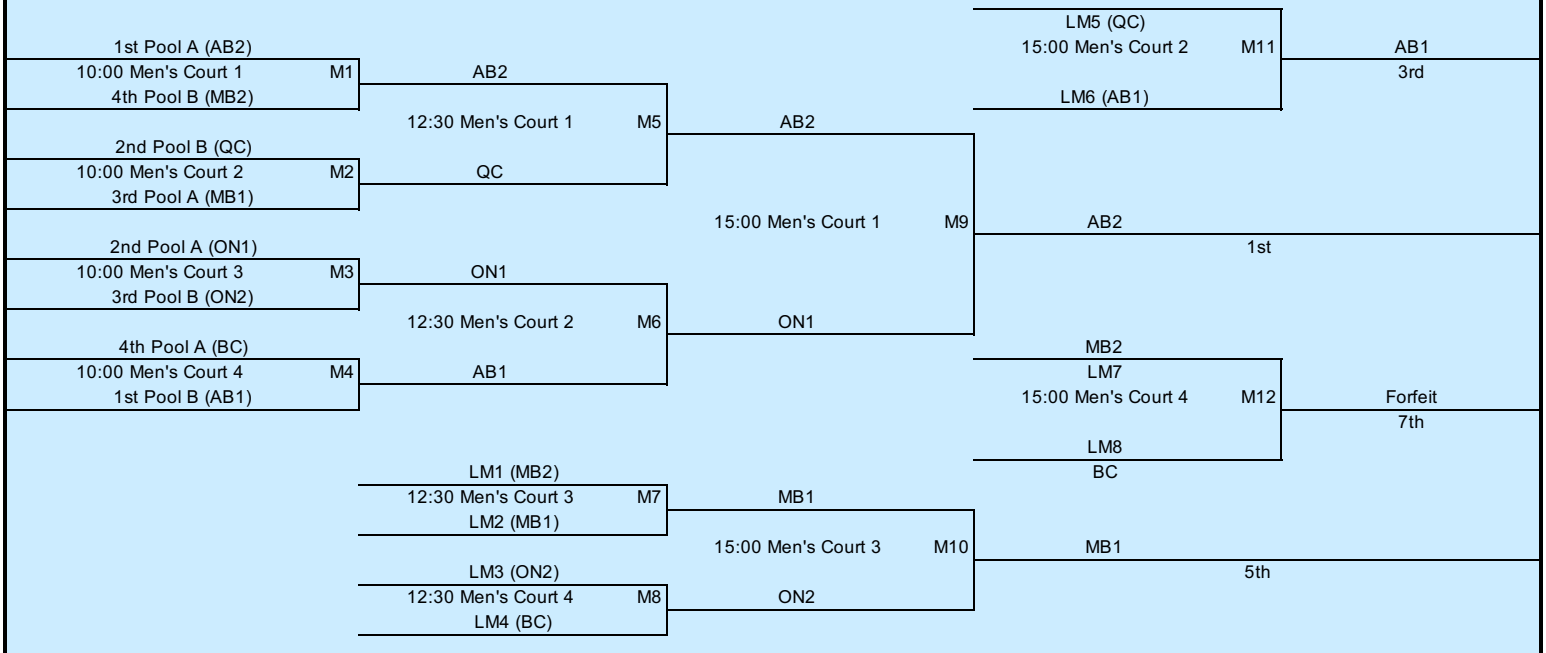 LM5 (QC)
1st Pool A (AB2)
15:00 Men's Court 2 M11
AB1
10:00 Men's Court 1 M1
AB2
3rd
4th Pool B (MB2)
LM6 (AB1)
12:30 Men's Court 1 M5
AB2
2nd Pool B (QC)
10:00 Men's Court 2 M2
QC
3rd Pool A (MB1)
15:00 Men's Court 1 M9
AB2
2nd Pool A (ON1)
1st
10:00 Men's Court 3 M3
ON1
3rd Pool B (ON2)
12:30 Men's Court 2 M6
ON1
4th Pool A (BC)
MB2
10:00 Men's Court 4 M4
AB1
LM7
1st Pool B (AB1)
15:00 Men's Court 4 M12
Forfeit
7th
LM8
LM1 (MB2)
BC
12:30 Men's Court 3 M7
MB1
LM2 (MB1)
15:00 Men's Court 3 M10
MB1
LM3 (ON2)
5th
12:30 Men's Court 4 M8
ON2
LM4 (BC)